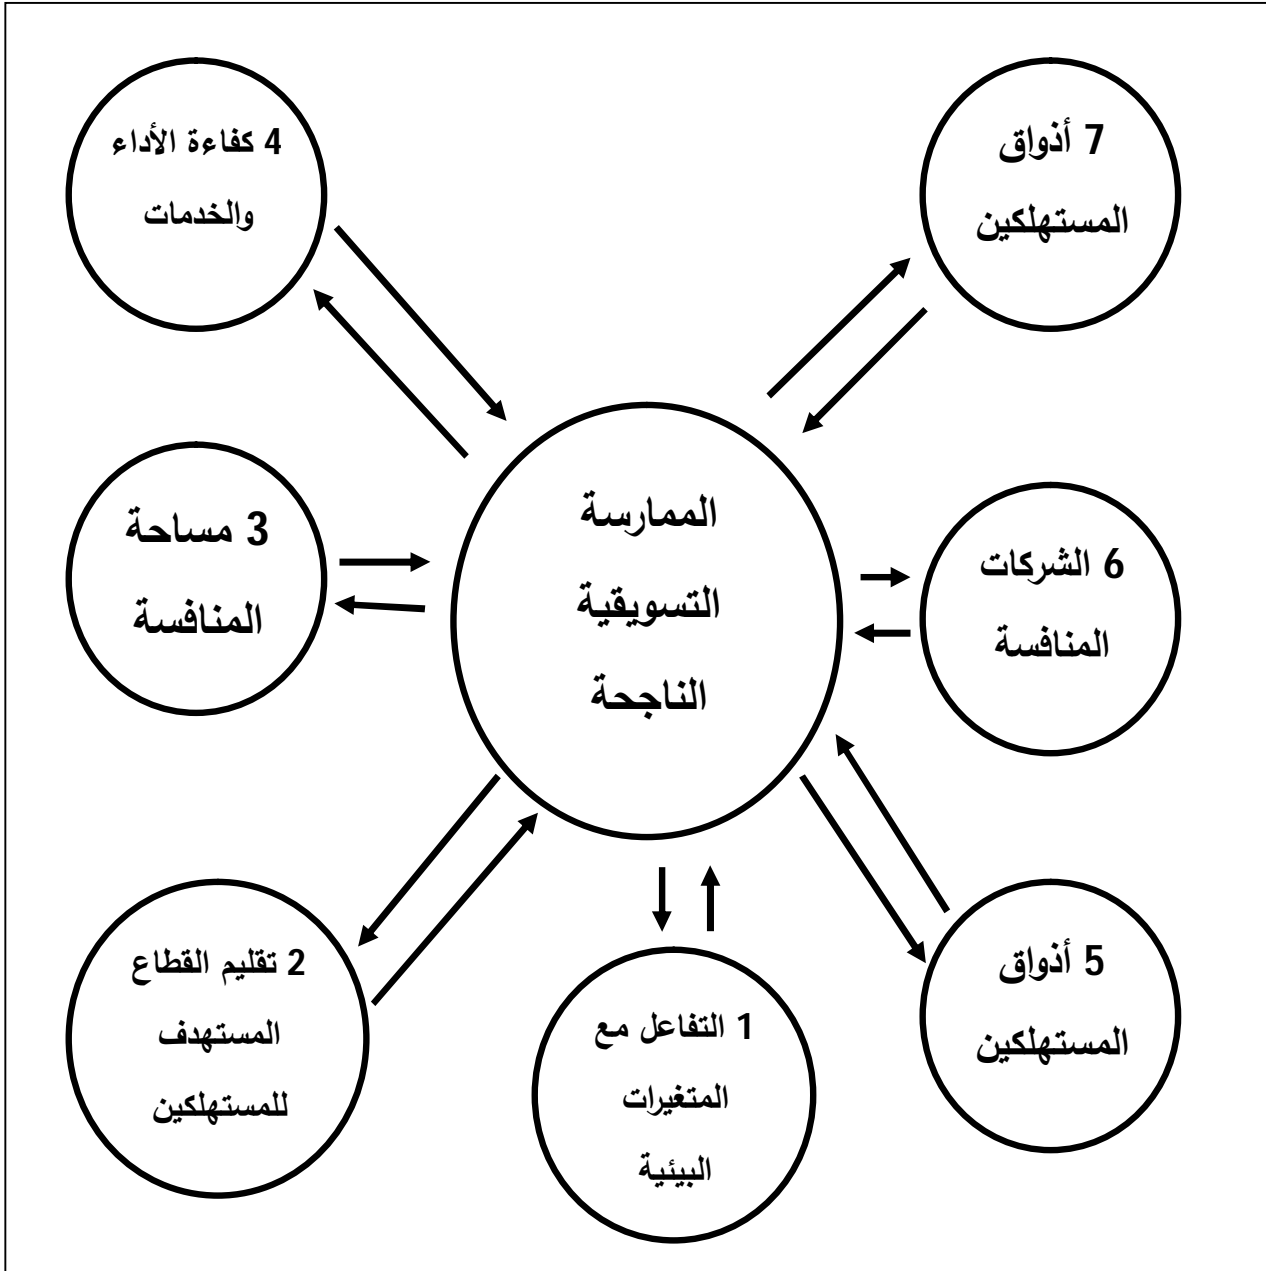 4 كفاءة الأداء
والخدمات
7 أذواق
المستهلكين
3 مساحة
المنافسة
الممارسة
التسويقية
الناجحة
6 الشركات
المنافسة
2 تقليم القطاع
المستهدف
للمستهلكين
1 التفاعل مع
المتغيرات
البيئية
5 أذواق
المستهلكين